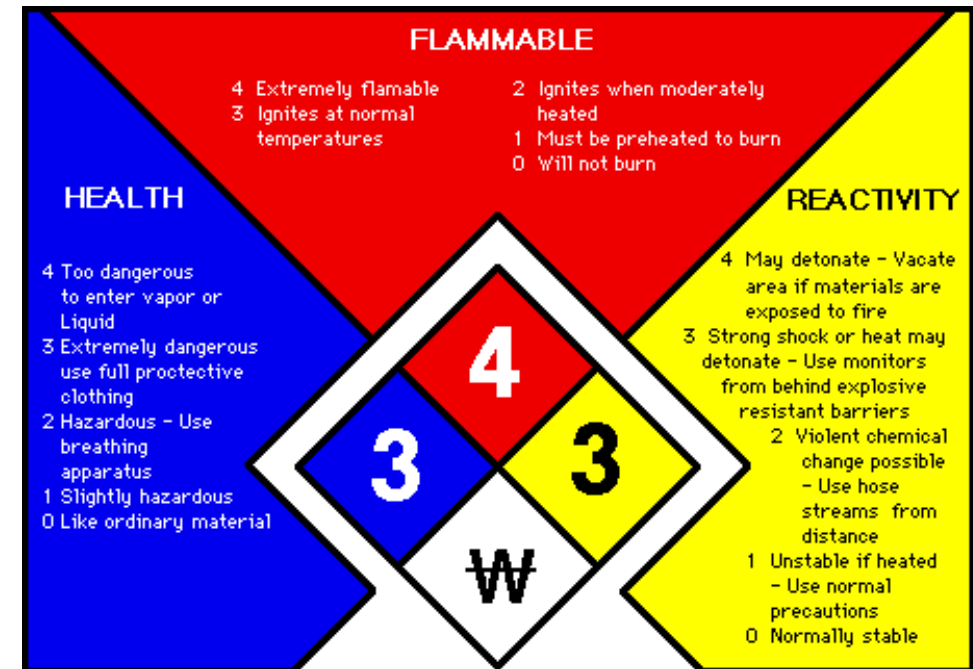 FLAMMABLE
4 Extremely flamable
3 Ignites at normal
temperatures
2 Ignites when moderately
heated
1 Must be preheated to burn
0 Will not burn
HEALTH
4 Too dangerous
to enter vapor or
Liquid
3 Extremely dangerous
use full proctective
clothing
2 Hazardous - Use
breathing
apparatus
1 Slightly hazardous
0 Like ordinary material
REACTIVITY
4 May detonate - Vacate
area if materials are
exposed to fire
3 Strong shock or heat may
detonate - Use monitors
from behind explosive
resistant barriers
2 Violent chemical
change possible
- Use hose
streams from
distance
1 Unstable if heated
- Use normal
precautions
0 Normally stable
4
3
3
W